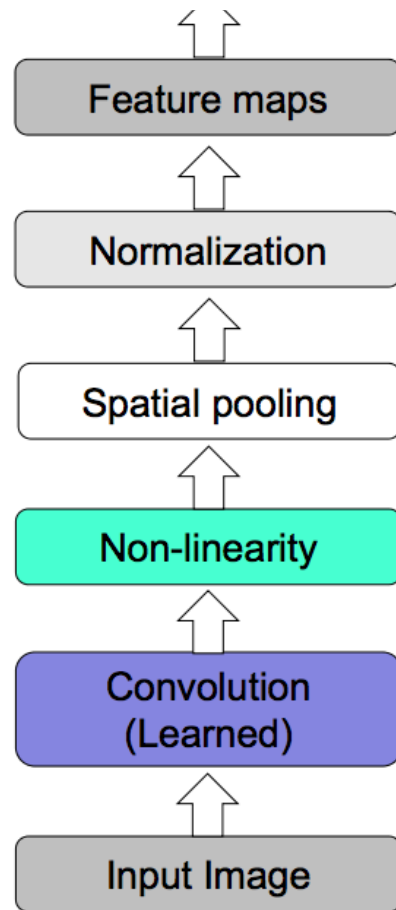 Feature maps
Normalization
Spatial pooling
Non-linearity
Convolution
(Learned)
Input Image